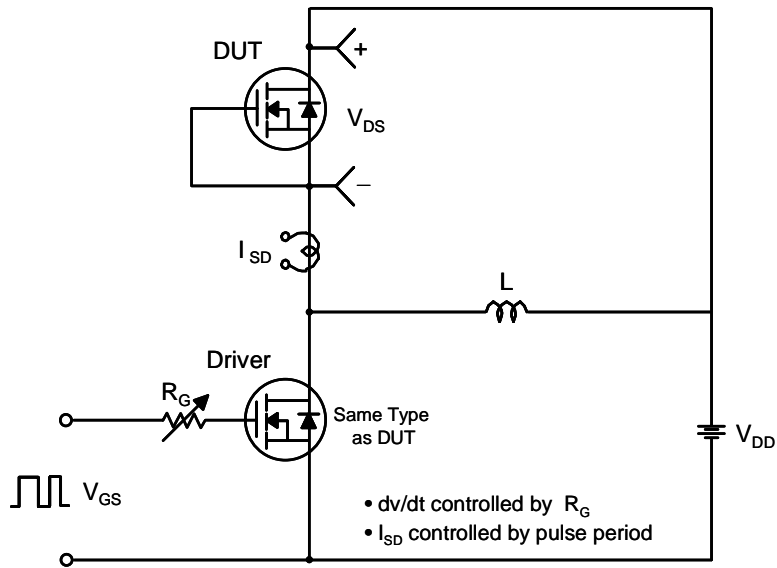 DUT
+
V_DS
−
I_SD
L
Driver
R_G
Same Type
as DUT
V_DD
V_GS
• dv/dt controlled by R_G
• I_SD controlled by pulse period